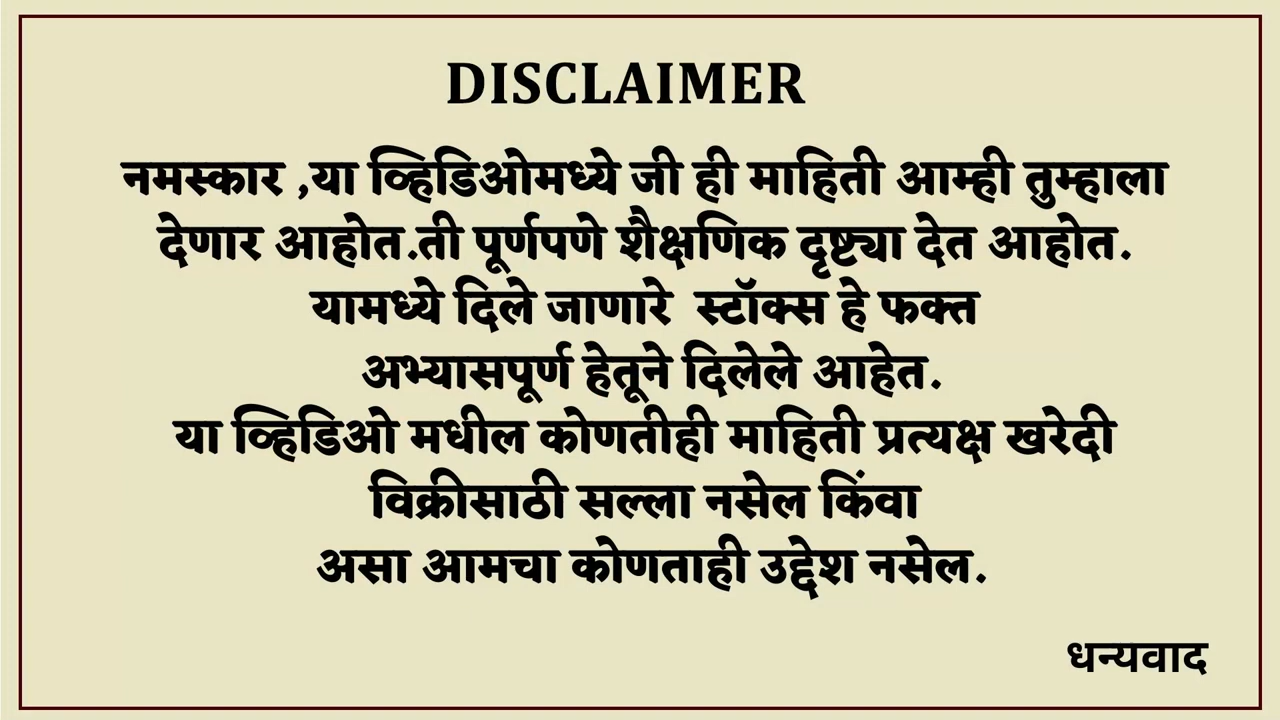 DISCLAIMER
नमस्कार ,या व्हिडिओमध्ये जी ही माहिती आम्ही तुम्हाला
देणार आहोत.ती पूर्णपणे शैक्षणिक दृष्ट्या देत आहोत.
यामध्ये दिले जाणारे स्टॉक्स हे फक्त
अभ्यासपूर्ण हेतूने दिलेले आहेत.
या व्हिडिओ मधील कोणतीही माहिती प्रत्यक्ष खरेदी
विक्रीसाठी सल्ला नसेल किंवा
असा आमचा कोणताही उद्देश नसेल.
धन्यवाद